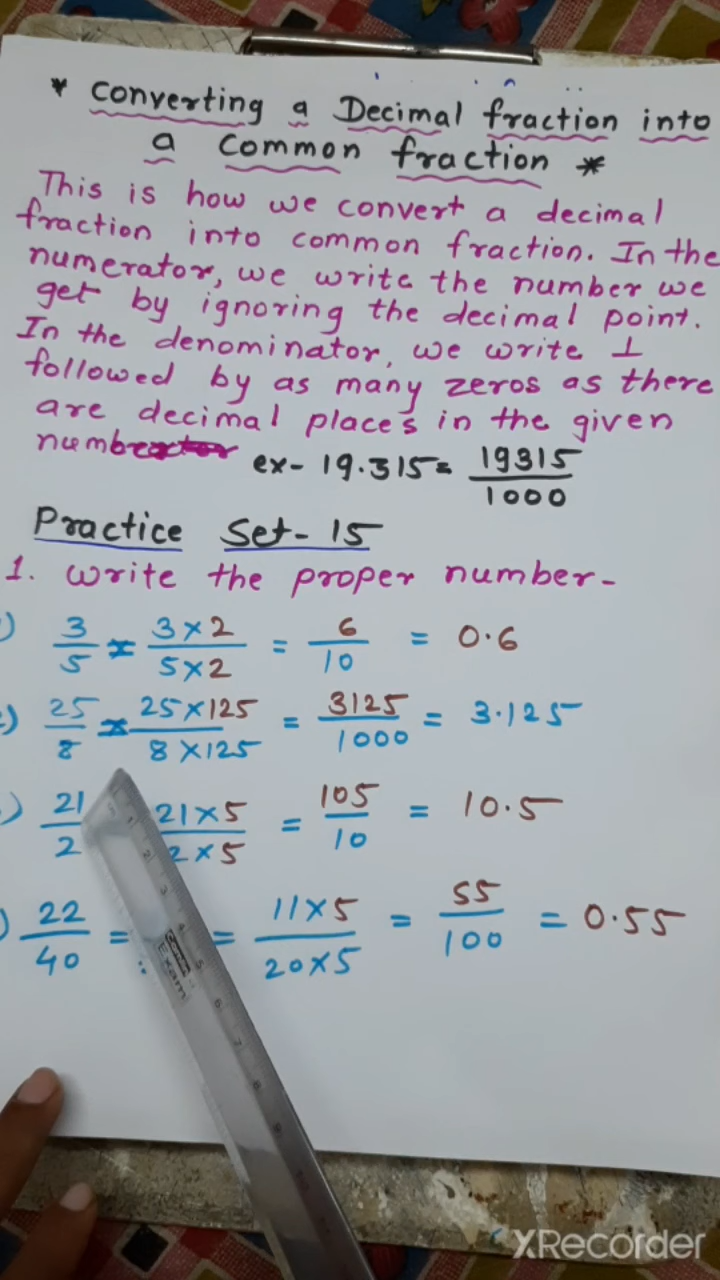 * Converting a Decimal fraction into
a common fraction *
This is how we convert a decimal
fraction into common fraction. In the
numerator, we write the number we
get by ignoring the decimal point.
In the denominator, we write 1
followed by as many zeros as there
are decimal places in the given
number
ex- 19.315 = 19315/1000
Practice Set- 15
1. Write the proper number-
) 3/5 = 3×2/5×2 = 6/10 = 0.6
) 25/8 = 25×125/8×125 = 3125/1000 = 3.125
) 21/2 21×5/2×5 = 105/10 = 10.5
) 22/40 = = 11×5/20×5 = 55/100 = 0.55
Exam
XRecorder